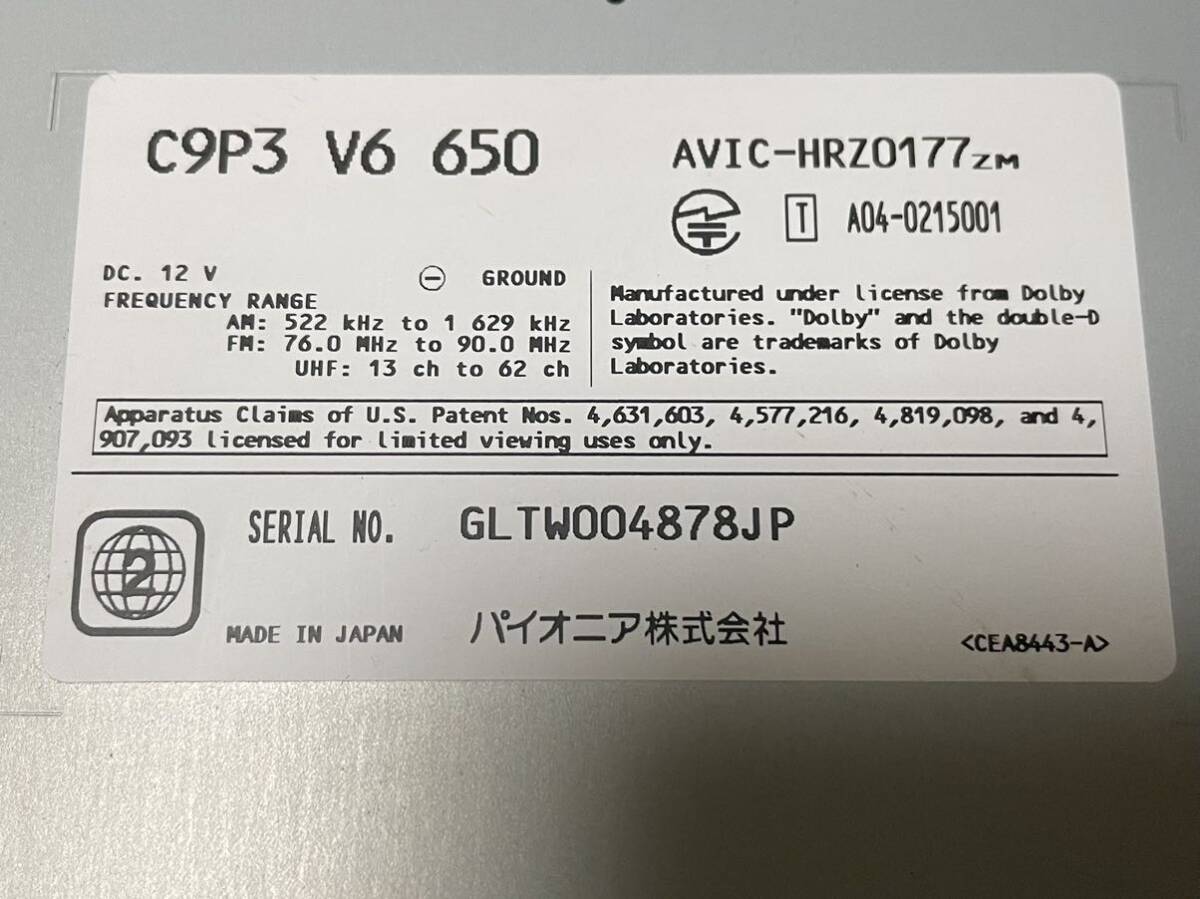 C9P3 V6 650
AVIC-HRZ0177ZM
T A04-0215001
DC. 12 V ⊖ GROUND
FREQUENCY RANGE
AM: 522 kHz to 1 629 kHz
FM: 76.0 MHz to 90.0 MHz
UHF: 13 ch to 62 ch
Manufactured under license from Dolby
Laboratories. "Dolby" and the double-D
symbol are trademarks of Dolby
Laboratories.
Apparatus Claims of U.S. Patent Nos. 4,631,603, 4,577,216, 4,819,098, and 4,
907,093 licensed for limited viewing uses only.
2
SERIAL NO. GLTW004878JP
MADE IN JAPAN パイオニア株式会社 <CEA8443-A>